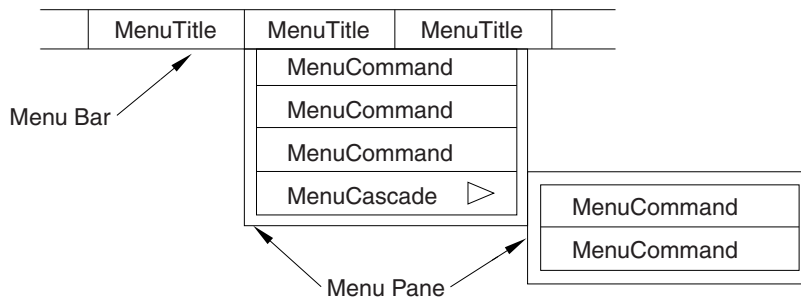 MenuTitle MenuTitle MenuTitle
MenuCommand
Menu Bar
MenuCommand
MenuCommand
MenuCascade
MenuCommand
MenuCommand
Menu Pane